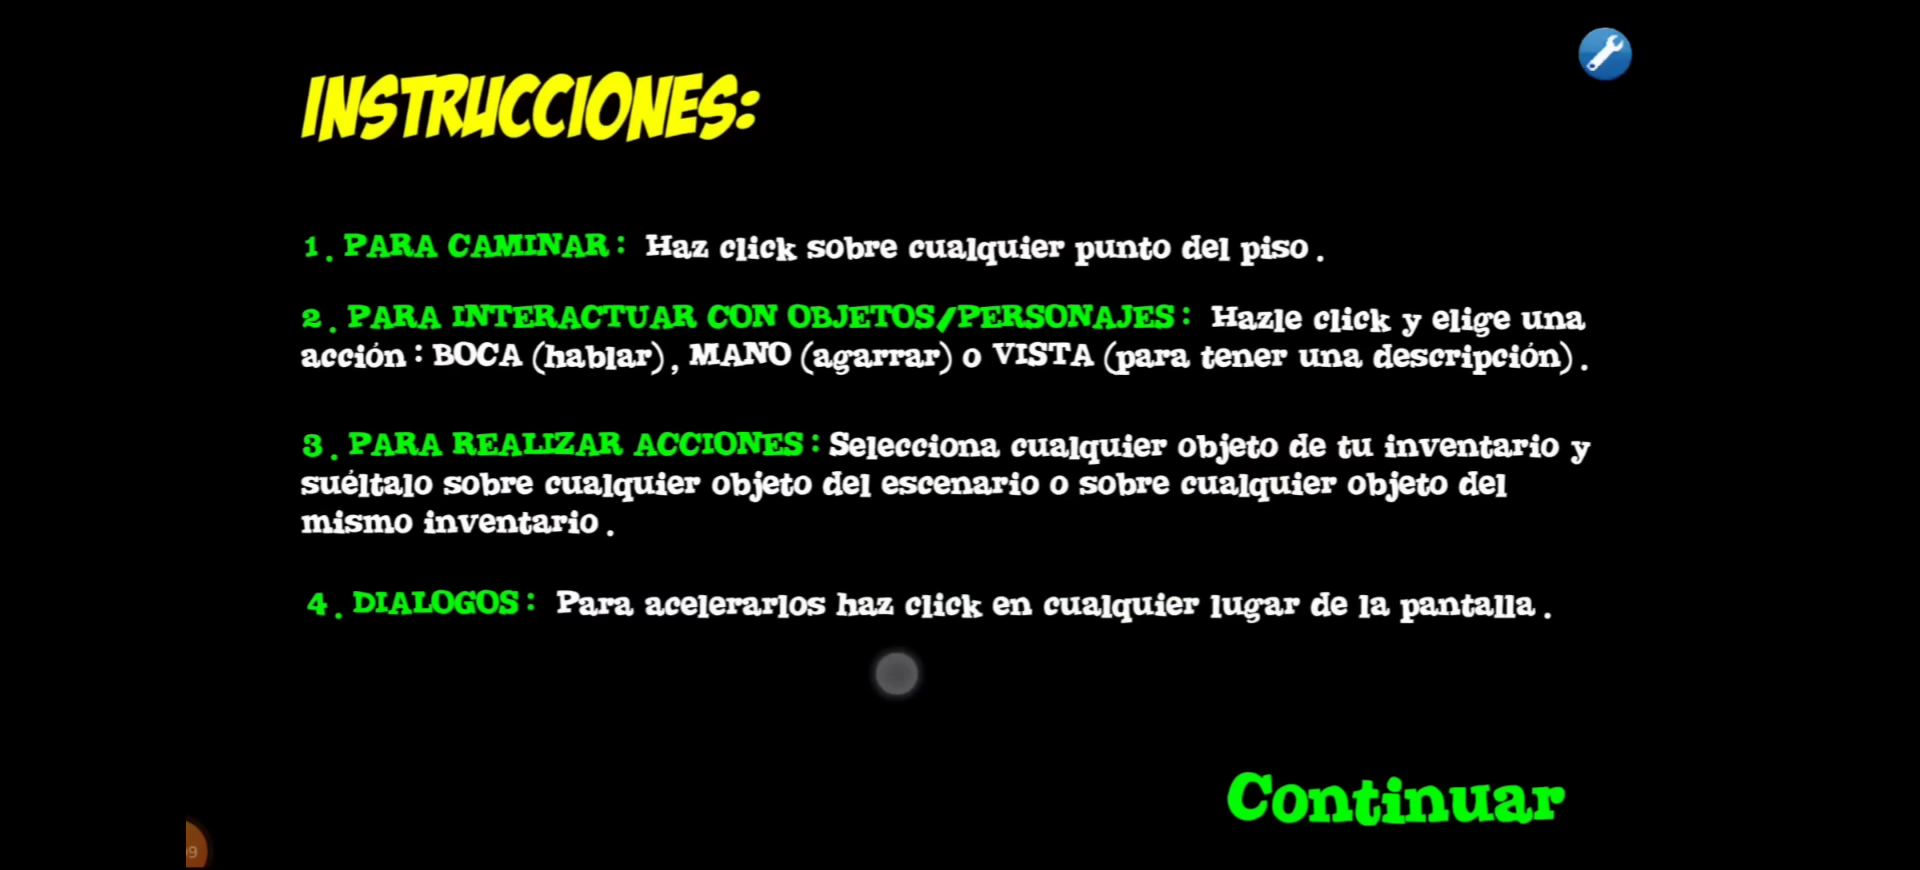 INSTRUCCIONES:
1. PARA CAMINAR: Haz click sobre cualquier punto del piso.
2. PARA INTERACTUAR CON OBJETOS/PERSONAJES: Hazle click y elige una
acción: BOCA (hablar), MANO (agarrar) o VISTA (para tener una descripción).
3. PARA REALIZAR ACCIONES: Selecciona cualquier objeto de tu inventario y
suéltalo sobre cualquier objeto del escenario o sobre cualquier objeto del
mismo inventario.
4. DIALOGOS: Para acelerarlos haz click en cualquier lugar de la pantalla.
Continuar